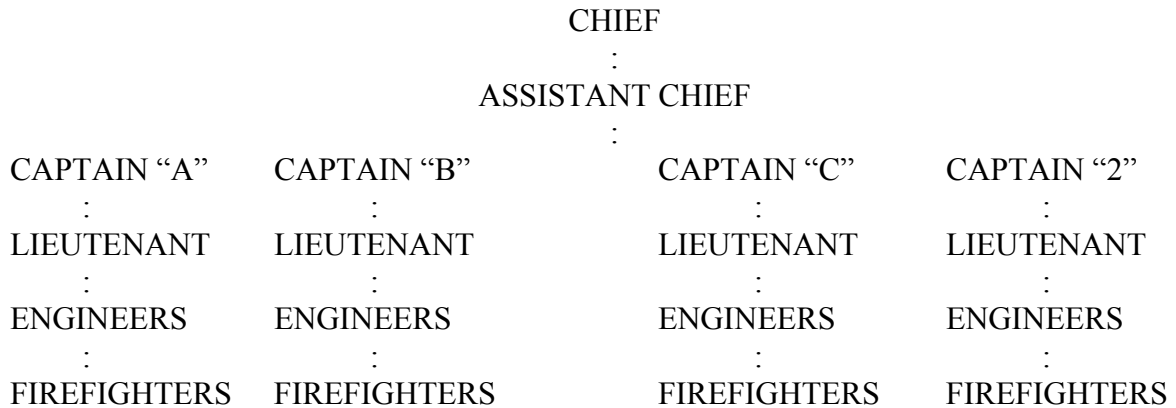 CHIEF
:
ASSISTANT CHIEF
:
CAPTAIN “A” CAPTAIN “B” CAPTAIN “C” CAPTAIN “2”
: : : :
LIEUTENANT LIEUTENANT LIEUTENANT LIEUTENANT
: : : :
ENGINEERS ENGINEERS ENGINEERS ENGINEERS
: : : :
FIREFIGHTERS FIREFIGHTERS FIREFIGHTERS FIREFIGHTERS